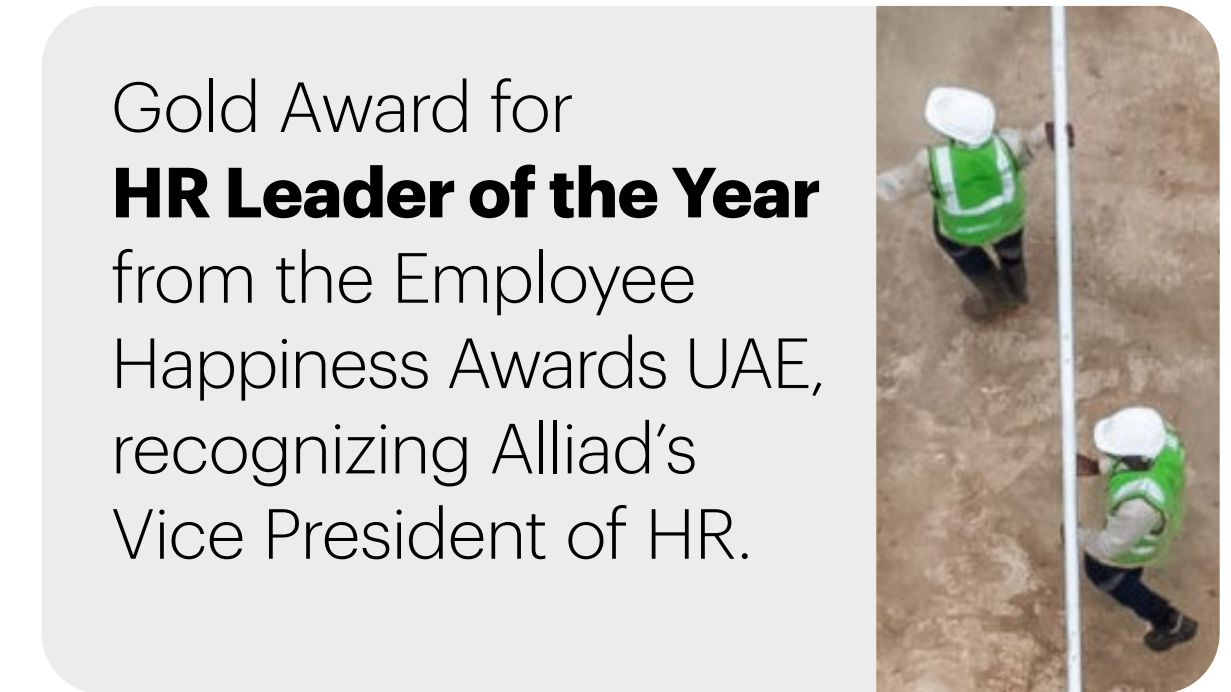 Gold Award for
HR Leader of the Year
from the Employee
Happiness Awards UAE,
recognizing Alliad’s
Vice President of HR.